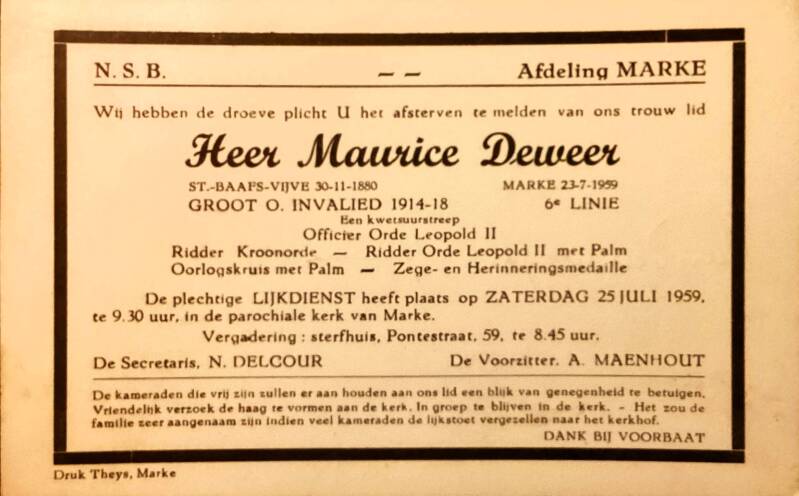 N. S. B. — — Afdeling MARKE
Wij hebben de droeve plicht U het afsterven te melden van ons trouw lid
Heer Maurice Deweer
ST.-BAAFS-VIJVE 30-11-1880 MARKE 23-7-1959
GROOT O. INVALIED 1914-18 6e LINIE
Een kwetsuurstreep
Officier Orde Leopold II
Ridder Kroonorde — Ridder Orde Leopold II met Palm
Oorlogskruis met Palm — Zege- en Herinneringsmedaille
De plechtige LIJKDIENST heeft plaats op ZATERDAG 25 JULI 1959,
te 9.30 uur, in de parochiale kerk van Marke.
Vergadering : sterfhuis, Pontestraat, 59, te 8.45 uur.
De Secretaris, N. DELCOUR De Voorzitter, A. MAENHOUT
De kameraden die vrij zijn zullen er aan houden aan ons lid een blijk van genegenheid te betuigen.
Vriendelijk verzoek de haag te vormen aan de kerk. In groep te blijven in de kerk. - Het zou de
familie zeer aangenaam zijn indien veel kameraden de lijkstoet vergezellen naar het kerkhof.
DANK BIJ VOORBAAT
Druk Theys, Marke